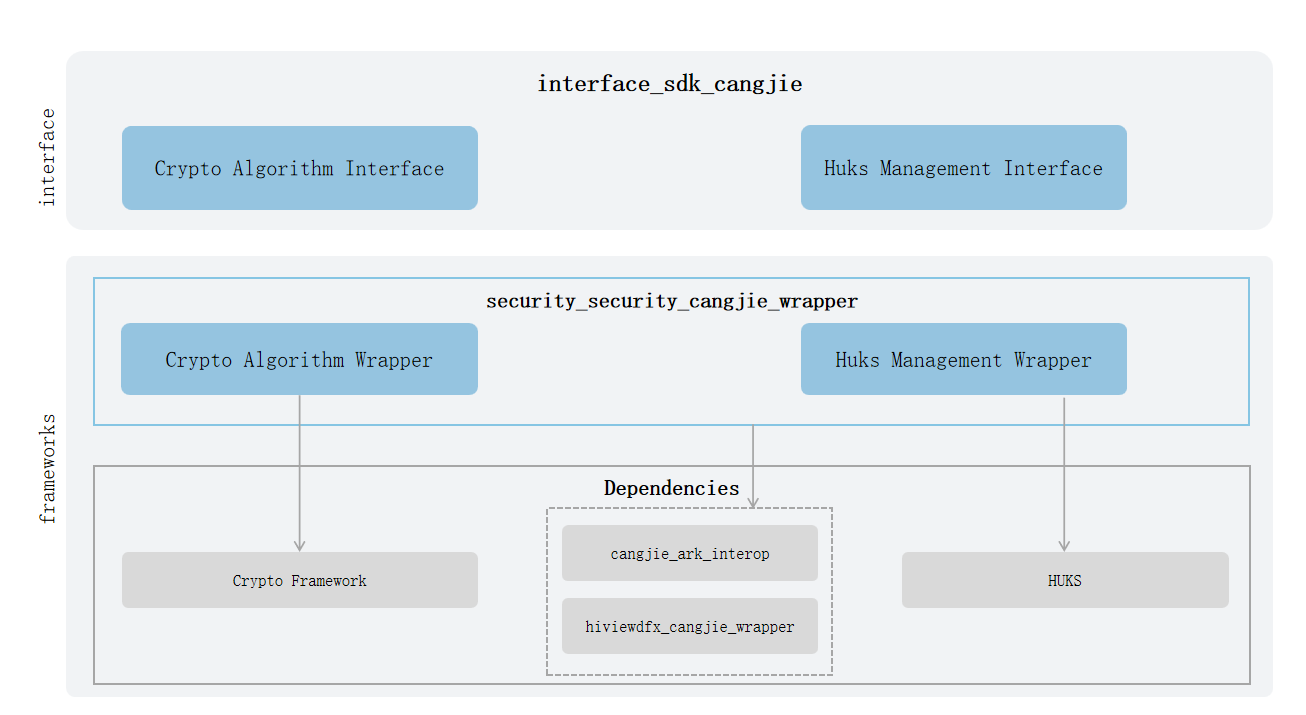 interface_sdk_cangjie
interface
Crypto Algorithm Interface
Huks Management Interface
security_security_cangjie_wrapper
frameworks
Crypto Algorithm Wrapper
Huks Management Wrapper
Dependencies
cangjie_ark_interop
Crypto Framework
HUKS
hiviewdfx_cangjie_wrapper